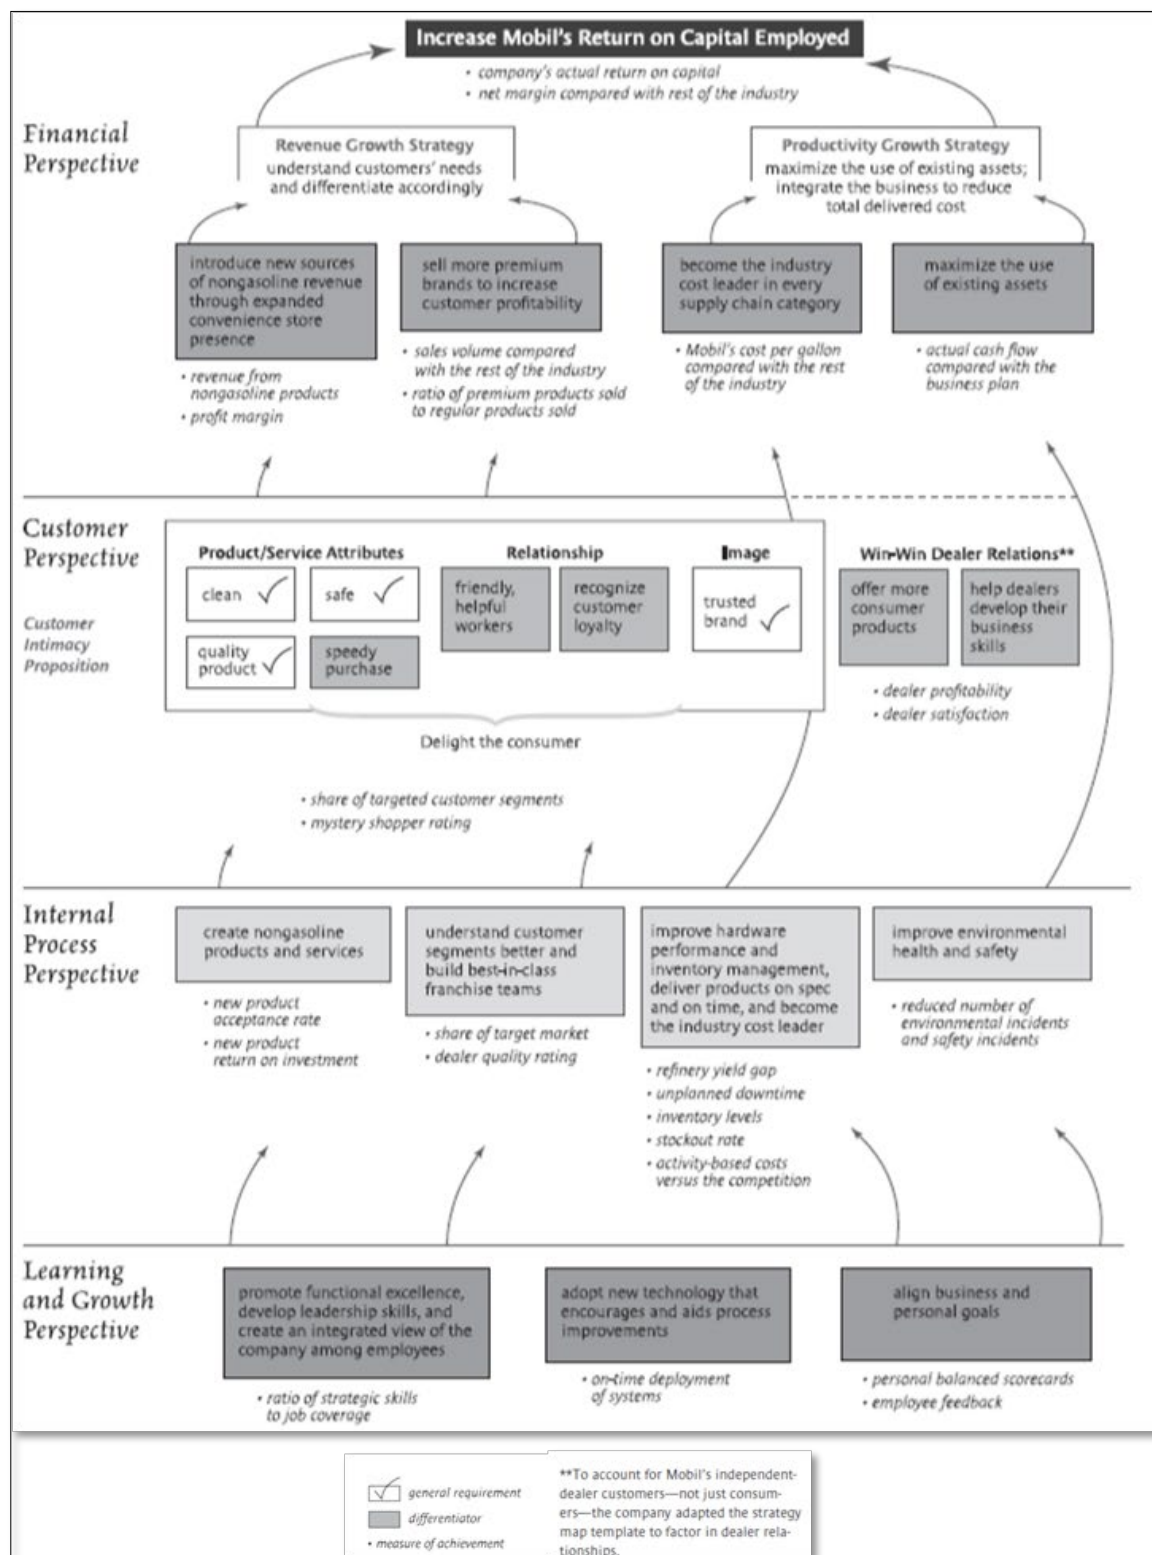 Increase Mobil's Return on Capital Employed
• company's actual return on capital
• net margin compared with rest of the industry
Financial
Perspective
Revenue Growth Strategy
understand customers' needs
and differentiate accordingly
Productivity Growth Strategy
maximize the use of existing assets;
integrate the business to reduce
total delivered cost
introduce new sources
of nongasoline revenue
through expanded
convenience store
presence
• revenue from
nongasoline products
• profit margin
sell more premium
brands to increase
customer profitability
• sales volume compared
with the rest of the industry
• ratio of premium products sold
to regular products sold
become the industry
cost leader in every
supply chain category
• Mobil's cost per gallon
compared with the rest
of the industry
maximize the use
of existing assets
• actual cash flow
compared with the
business plan
Customer
Perspective
Customer
Intimacy
Proposition
Product/Service Attributes
clean
safe
quality
product
speedy
purchase
Relationship
friendly,
helpful
workers
recognize
customer
loyalty
Image
trusted
brand
Win-Win Dealer Relations**
offer more
consumer
products
help dealers
develop their
business
skills
• dealer profitability
• dealer satisfaction
Delight the consumer
• share of targeted customer segments
• mystery shopper rating
Internal
Process
Perspective
create nongasoline
products and services
• new product
acceptance rate
• new product
return on investment
understand customer
segments better and
build best-in-class
franchise teams
• share of target market
• dealer quality rating
improve hardware
performance and
inventory management,
deliver products on spec
and on time, and become
the industry cost leader
• refinery yield gap
• unplanned downtime
• inventory levels
• stockout rate
• activity-based costs
versus the competition
improve environmental
health and safety
• reduced number of
environmental incidents
and safety incidents
Learning
and Growth
Perspective
promote functional excellence,
develop leadership skills, and
create an integrated view of the
company among employees
• ratio of strategic skills
to job coverage
adopt new technology that
encourages and aids process
improvements
• on-time deployment
of systems
align business and
personal goals
• personal balanced scorecards
• employee feedback
general requirement
differentiator
• measure of achievement
**To account for Mobil's independent-
dealer customers—not just consum-
ers—the company adapted the strategy
map template to factor in dealer rela-
tionships.